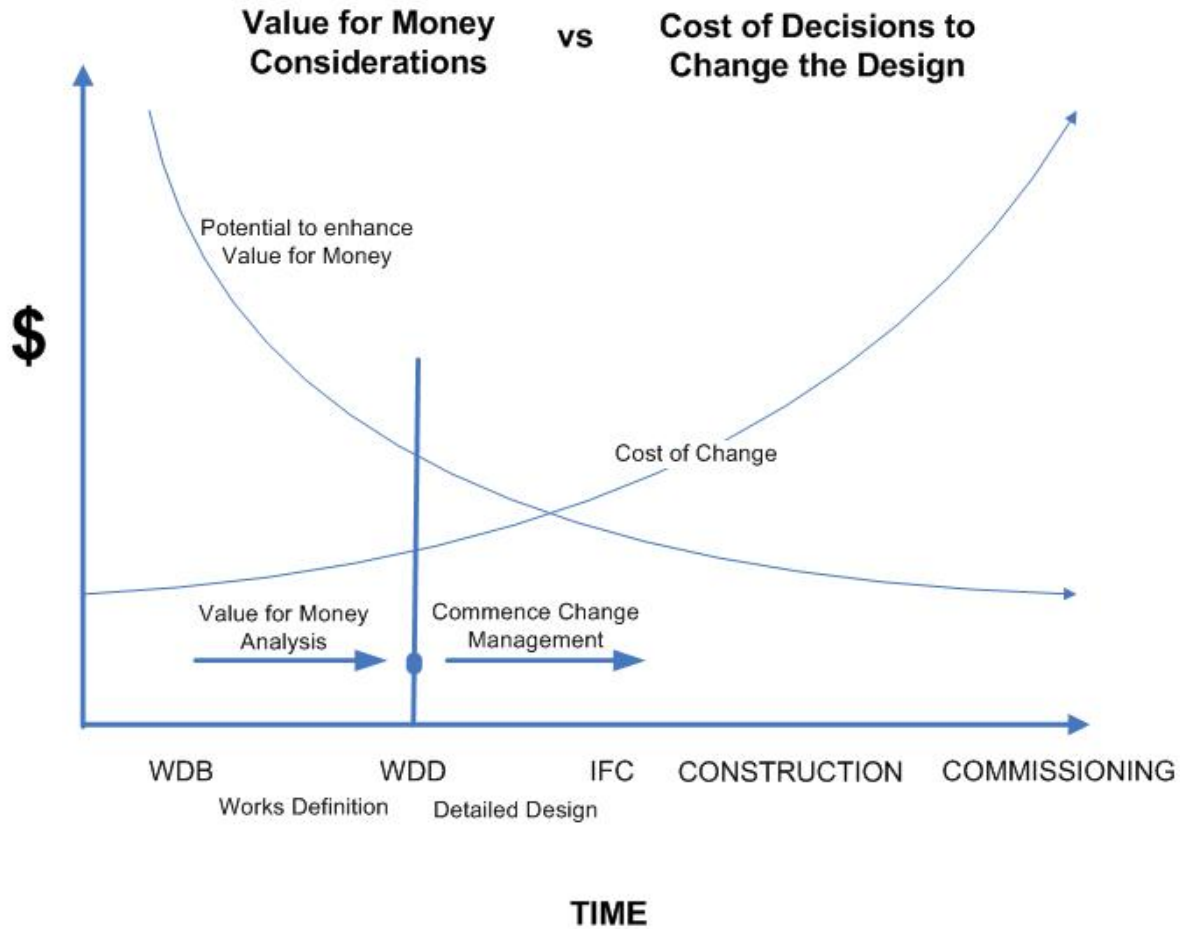 Value for Money
Considerations
vs
Cost of Decisions to
Change the Design
$
Potential to enhance
Value for Money
Cost of Change
Value for Money
Analysis
Commence Change
Management
WDB
WDD
IFC
CONSTRUCTION
COMMISSIONING
Works Definition
Detailed Design
TIME